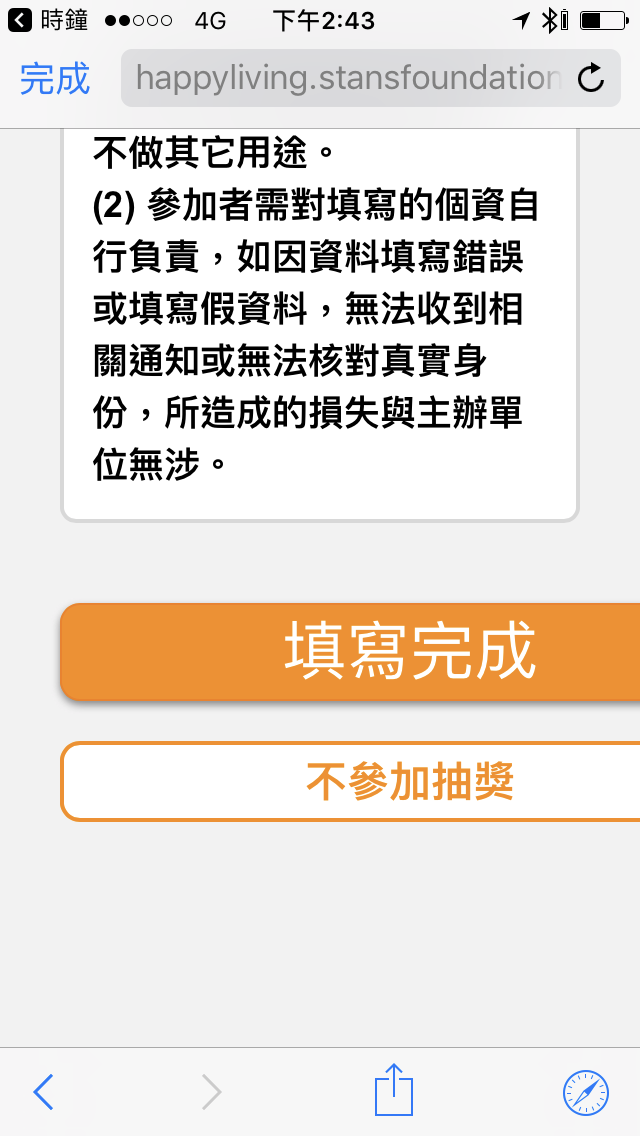 時鐘 4G 下午2:43
完成 happyliving.stansfoundation
不做其它用途。
(2) 參加者需對填寫的個資自
行負責，如因資料填寫錯誤
或填寫假資料，無法收到相
關通知或無法核對真實身
份，所造成的損失與主辦單
位無涉。
填寫完成
不參加抽獎